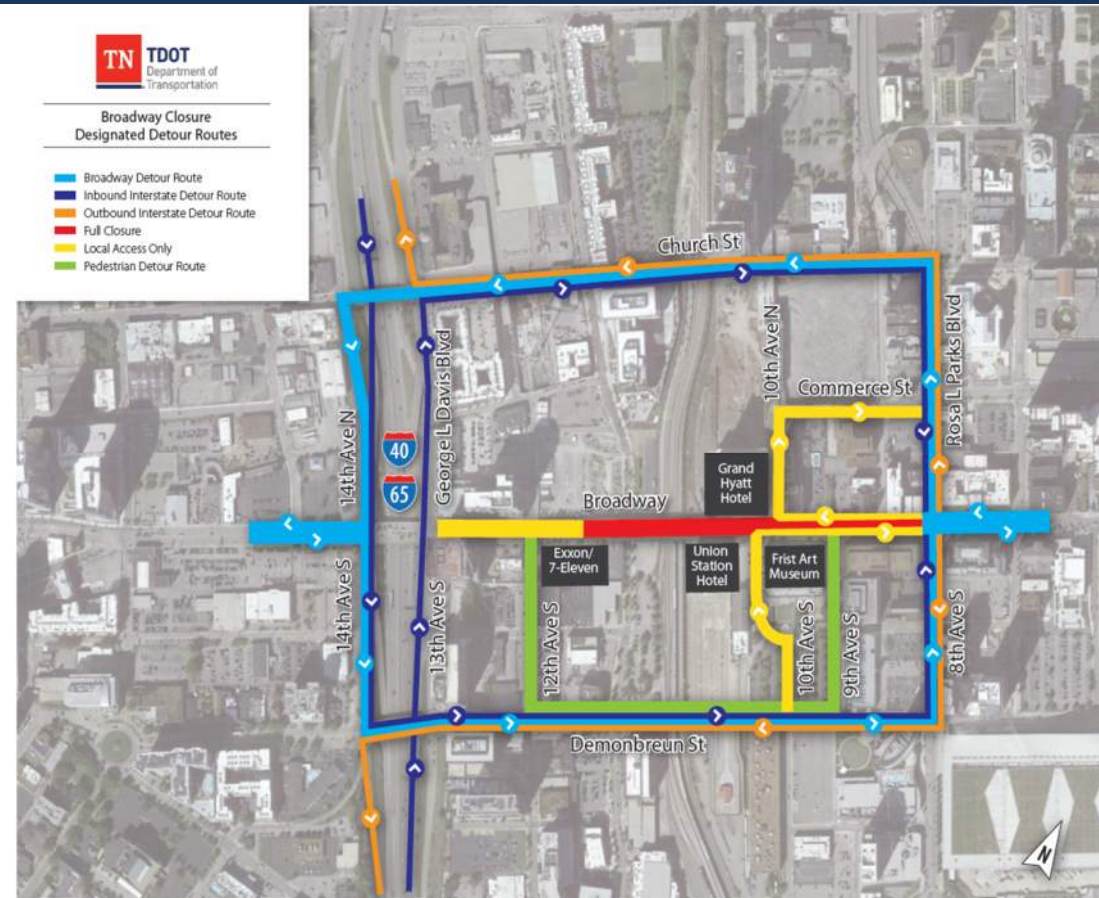 TN TDOT
Department of
Transportation
Broadway Closure
Designated Detour Routes
Broadway Detour Route
Inbound Interstate Detour Route
Outbound Interstate Detour Route
Full Closure
Local Access Only
Pedestrian Detour Route
Church St
10th Ave N
Commerce St
Rosa L Parks Blvd
14th Ave N
40
65
George L Davis Blvd
Grand
Hyatt
Hotel
Broadway
Exxon/
7-Eleven
Union
Station
Hotel
Frist Art
Museum
14th Ave S
13th Ave S
12th Ave S
10th Ave S
9th Ave S
8th Ave S
Demonbreun St
N